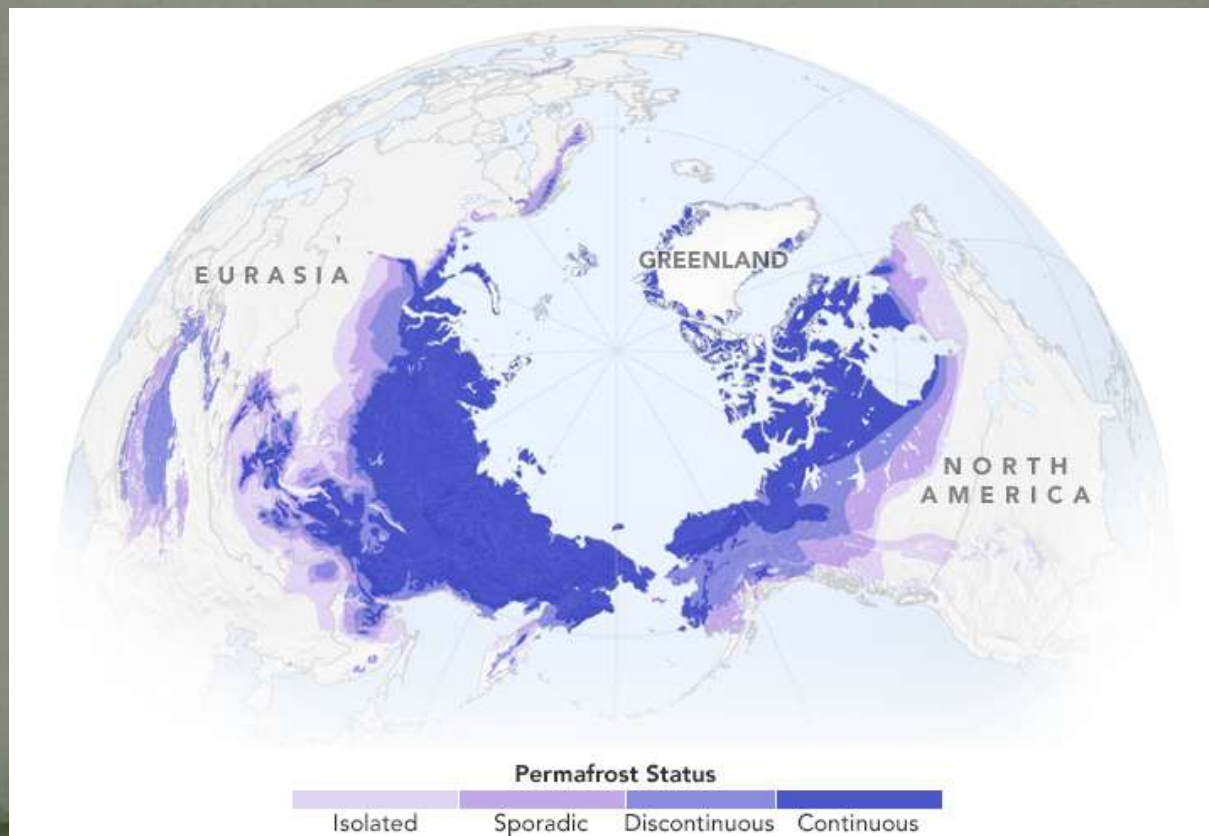 EURASIA
GREENLAND
NORTH
AMERICA
Permafrost Status
Isolated Sporadic Discontinuous Continuous